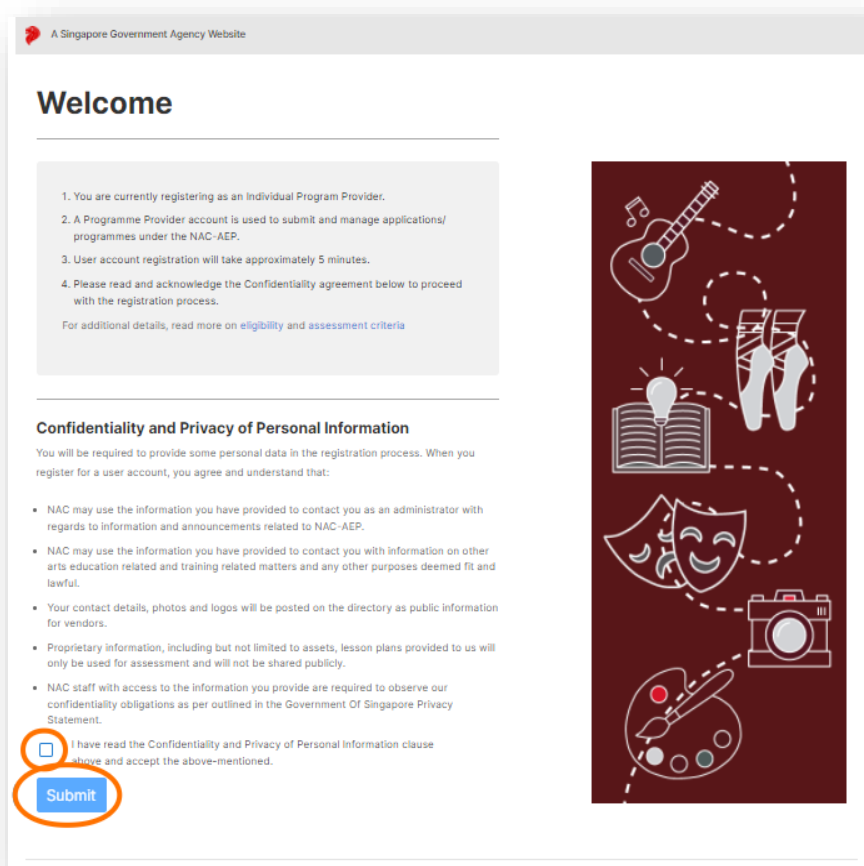 A Singapore Government Agency Website
Welcome
1. You are currently registering as an Individual Program Provider.
2. A Programme Provider account is used to submit and manage applications/
programmes under the NAC-AEP.
3. User account registration will take approximately 5 minutes.
4. Please read and acknowledge the Confidentiality agreement below to proceed
with the registration process.
For additional details, read more on eligibility and assessment criteria
Confidentiality and Privacy of Personal Information
You will be required to provide some personal data in the registration process. When you
register for a user account, you agree and understand that:
NAC may use the information you have provided to contact you as an administrator with
regards to information and announcements related to NAC-AEP.
NAC may use the information you have provided to contact you with information on other
arts education related and training related matters and any other purposes deemed fit and
lawful.
Your contact details, photos and logos will be posted on the directory as public information
for vendors.
Proprietary information, including but not limited to assets, lesson plans provided to us will
only be used for assessment and will not be shared publicly.
NAC staff with access to the information you provide are required to observe our
confidentiality obligations as per outlined in the Government Of Singapore Privacy
Statement.
I have read the Confidentiality and Privacy of Personal Information clause
above and accept the above-mentioned.
Submit